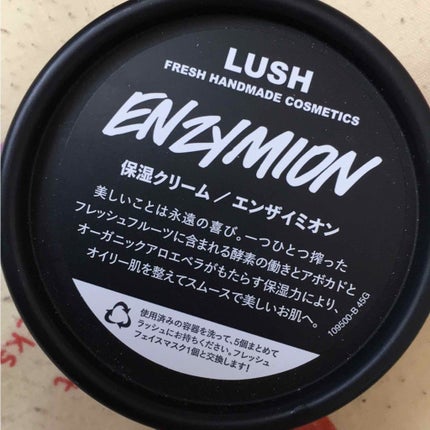 LUSH
FRESH HANDMADE COSMETICS
ENZYMION
保湿クリーム / エンザイミオン
美しいことは永遠の喜び。一つひとつ搾った
フレッシュフルーツに含まれる酵素の働きとアボカドと
オーガニックアロエベラがもたらす保湿力により、
オイリー肌を整えてスムースで美しいお肌へ。
109500-B 45G
使用済みの容器を洗って、5個まとめて
ラッシュにお持ちください。フレッシュ
フェイスマスク1個と交換します!